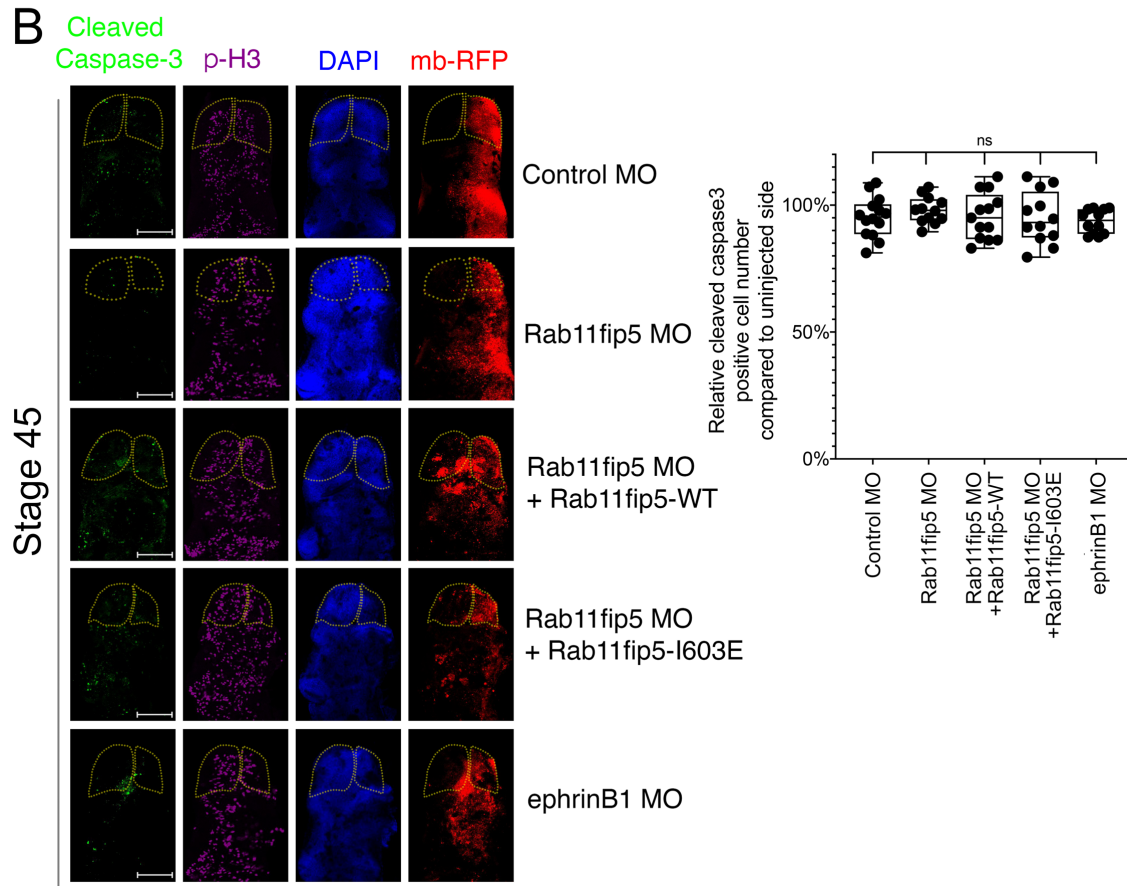 B
Cleaved
Caspase-3
p-H3
DAPI
mb-RFP
Stage 45
Control MO
Rab11fip5 MO
Rab11fip5 MO
+ Rab11fip5-WT
Rab11fip5 MO
+ Rab11fip5-I603E
ephrinB1 MO
Relative cleaved caspase3
positive cell number
compared to uninjected side
ns
100%
50%
0%
Control MO
Rab11fip5 MO
Rab11fip5 MO
+Rab11fip5-WT
Rab11fip5 MO
+Rab11fip5-I603E
ephrinB1 MO